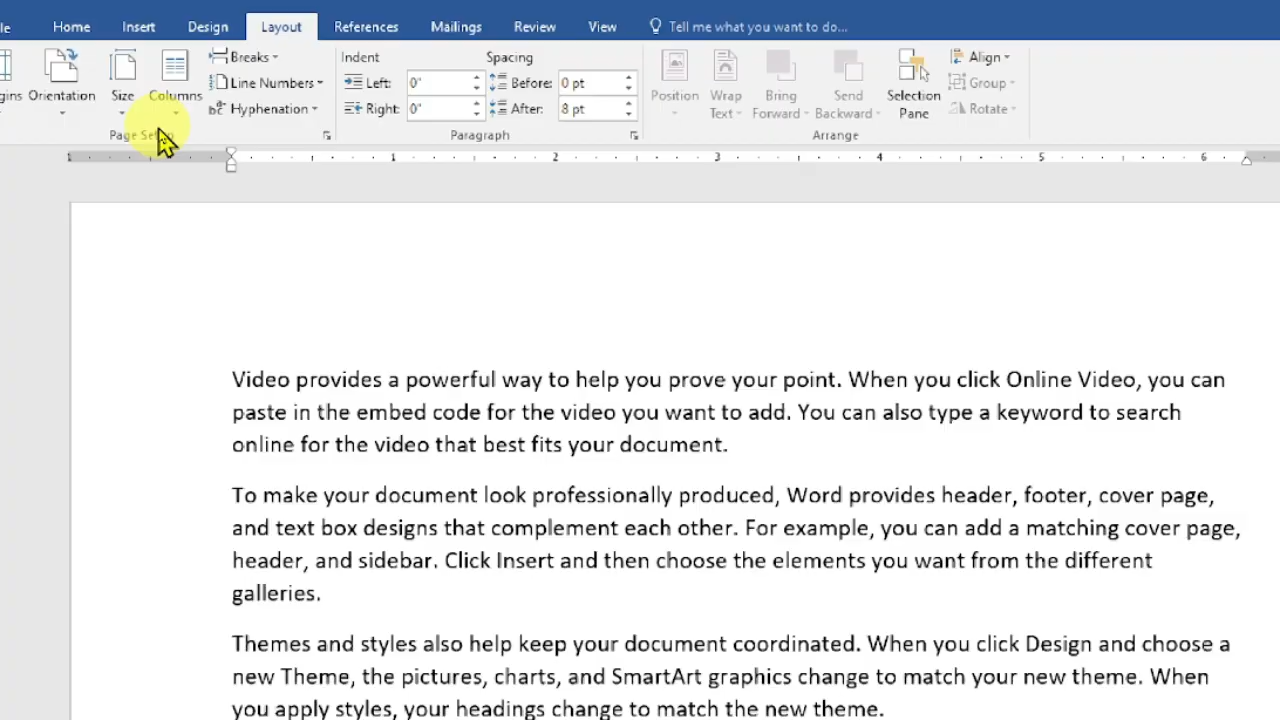 Home Insert Design Layout References Mailings Review View Tell me what you want to do...
Orientation Size Columns
Breaks
Line Numbers
Hyphenation
Page Setup
Indent Spacing
Left: 0" Before: 0 pt
Right: 0" After: 8 pt
Paragraph
Position Wrap Text Bring Forward Send Backward Selection Pane
Align
Group
Rotate
Arrange
1 1 2 3 4 5 6
Video provides a powerful way to help you prove your point. When you click Online Video, you can
paste in the embed code for the video you want to add. You can also type a keyword to search
online for the video that best fits your document.
To make your document look professionally produced, Word provides header, footer, cover page,
and text box designs that complement each other. For example, you can add a matching cover page,
header, and sidebar. Click Insert and then choose the elements you want from the different
galleries.
Themes and styles also help keep your document coordinated. When you click Design and choose a
new Theme, the pictures, charts, and SmartArt graphics change to match your new theme. When
you apply styles, your headings change to match the new theme.